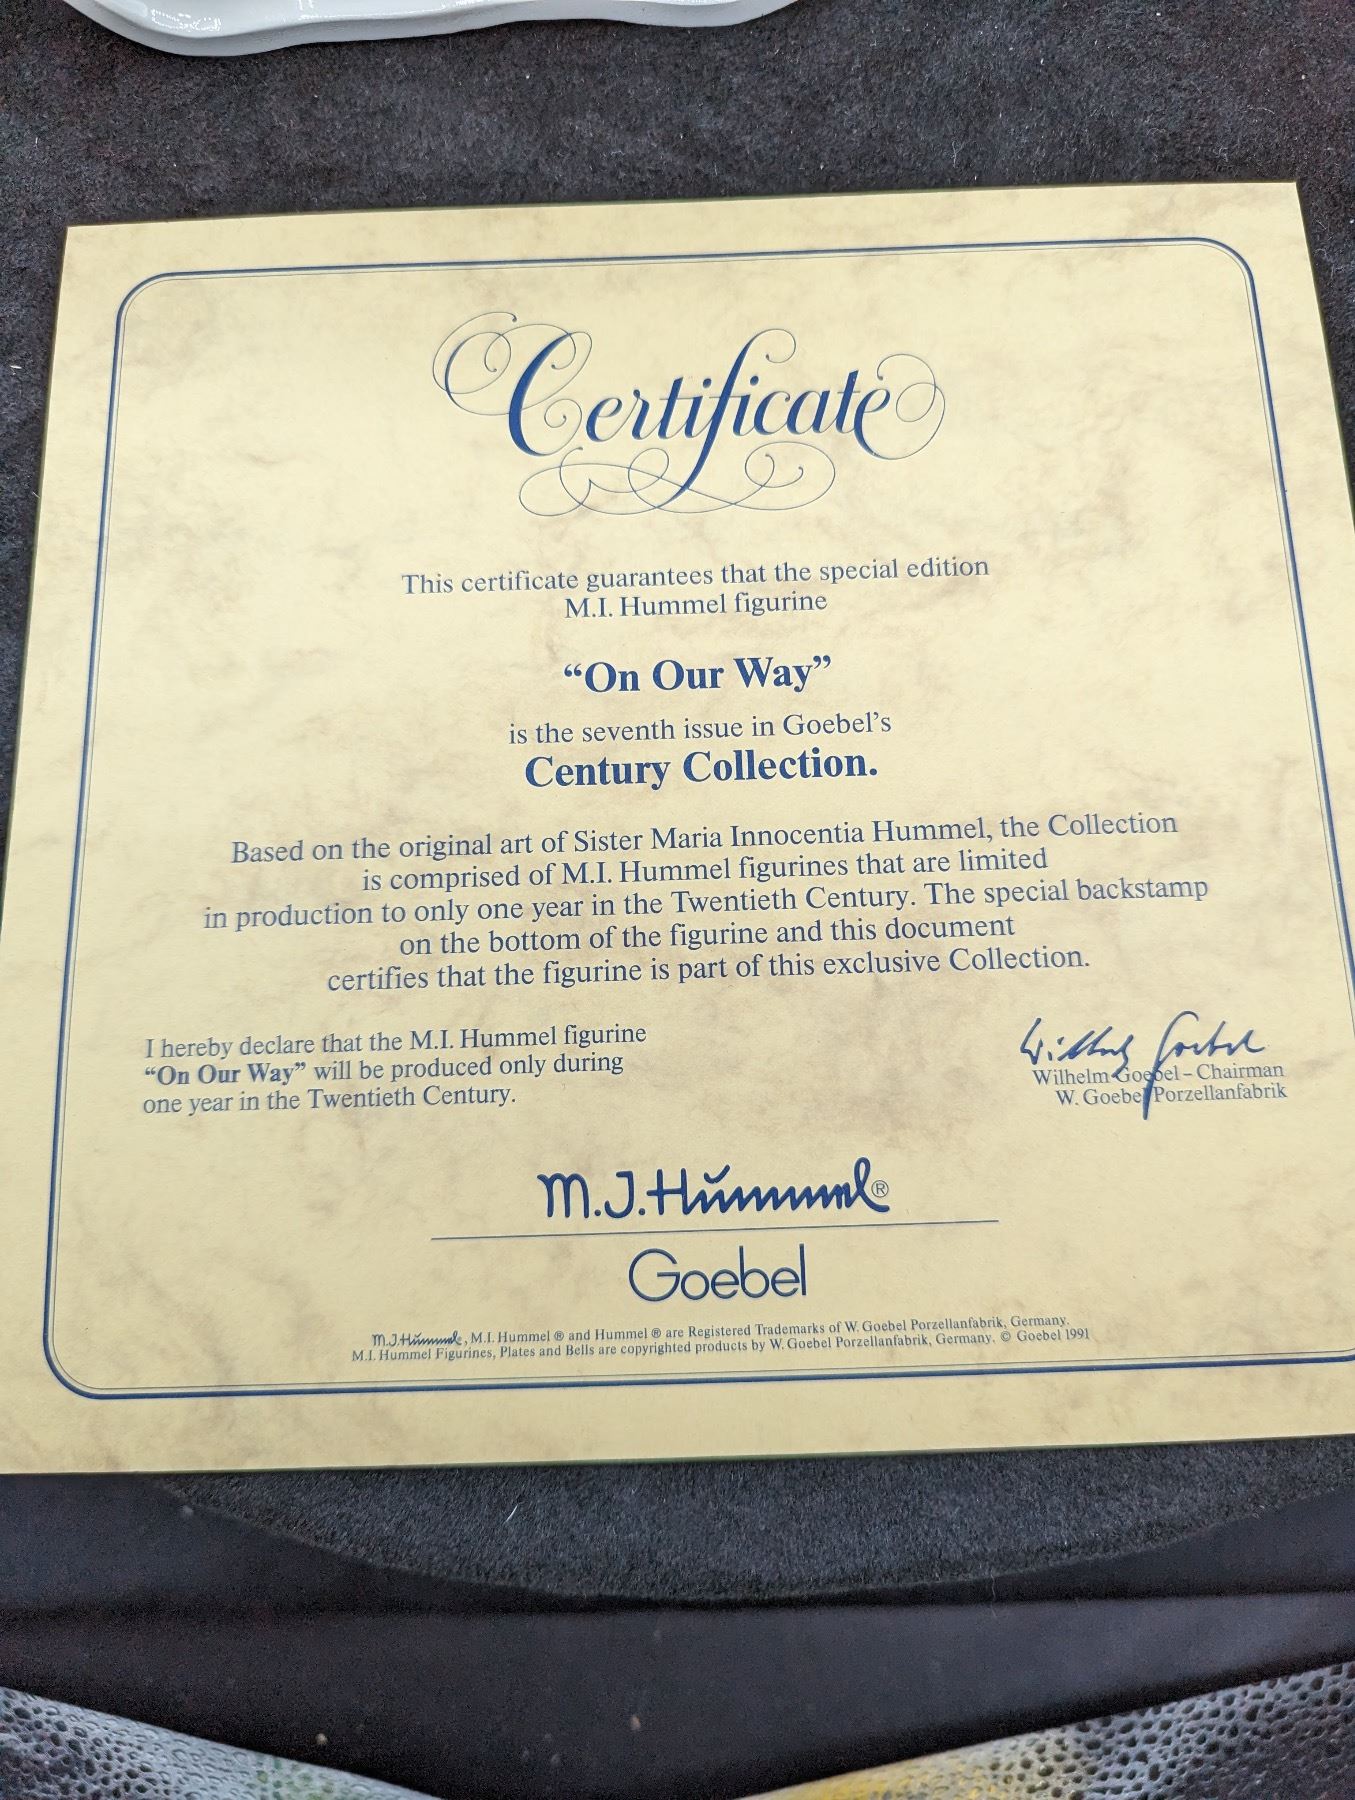 Certificate
This certificate guarantees that the special edition
M.I. Hummel figurine
“On Our Way”
is the seventh issue in Goebel’s
Century Collection.
Based on the original art of Sister Maria Innocentia Hummel, the Collection
is comprised of M.I. Hummel figurines that are limited
in production to only one year in the Twentieth Century. The special backstamp
on the bottom of the figurine and this document
certifies that the figurine is part of this exclusive Collection.
I hereby declare that the M.I. Hummel figurine
“On Our Way” will be produced only during
one year in the Twentieth Century.
Wilhelm Goebel
Wilhelm Goebel – Chairman
W. Goebel Porzellanfabrik
M.J. Hummel®
Goebel
M.J. Hummel, M.I. Hummel ® and Hummel ® are Registered Trademarks of W. Goebel Porzellanfabrik, Germany.
M.I. Hummel Figurines, Plates and Bells are copyrighted products by W. Goebel Porzellanfabrik, Germany. © Goebel 1991